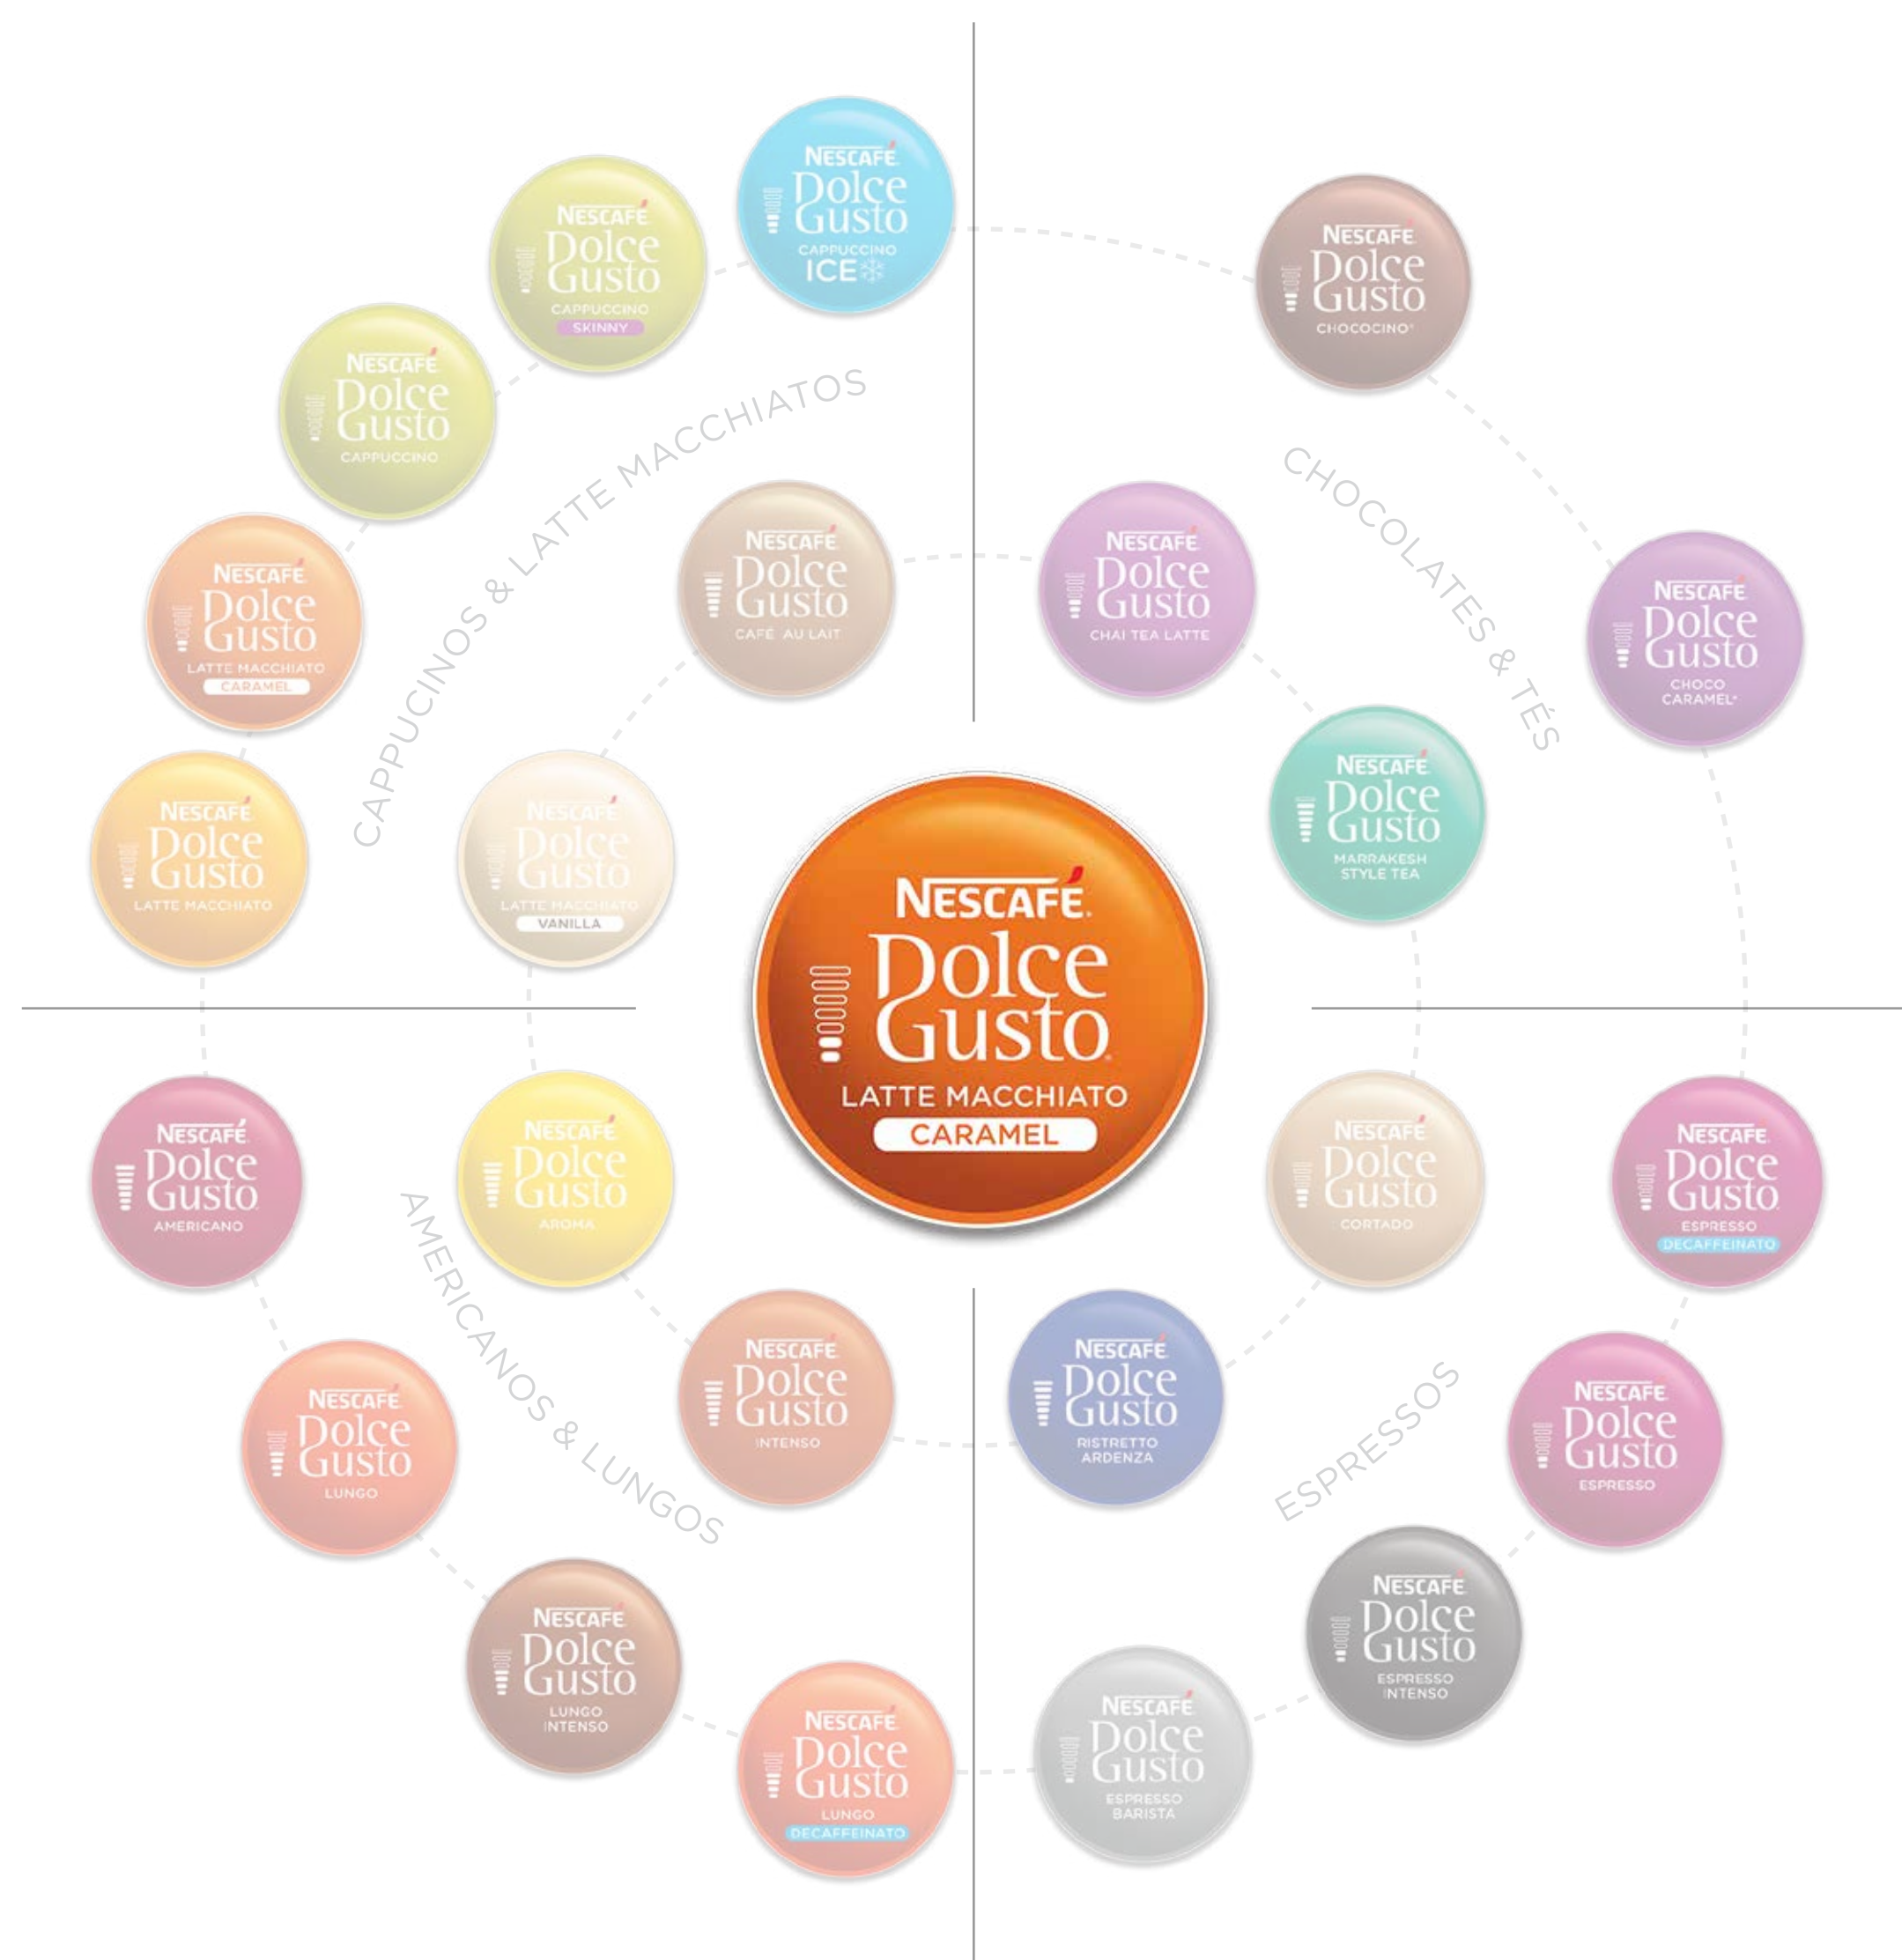 NESCAFÉ
Dolce
Gusto
CAPPUCCINO
ICE
NESCAFÉ
Dolce
Gusto
CAPPUCCINO
SKINNY
NESCAFÉ
Dolce
Gusto
CAPPUCCINO
NESCAFÉ
Dolce
Gusto
LATTE MACCHIATO
CARAMEL
NESCAFÉ
Dolce
Gusto
LATTE MACCHIATO
CAPPUCINOS & LATTE MACCHIATOS
NESCAFÉ
Dolce
Gusto
CAFÉ AU LAIT
NESCAFÉ
Dolce
Gusto
LATTE MACCHIATO
VANILLA
NESCAFÉ
Dolce
Gusto
CHOCOCINO*
CHOCOLATES & TÉS
NESCAFÉ
Dolce
Gusto
CHAI TEA LATTE
NESCAFÉ
Dolce
Gusto
CHOCO
CARAMEL*
NESCAFÉ
Dolce
Gusto
MARRAKESH
STYLE TEA
NESCAFÉ.
Dolce
Gusto
LATTE MACCHIATO
CARAMEL
NESCAFÉ
Dolce
Gusto
AMERICANO
NESCAFÉ
Dolce
Gusto
AROMA
AMERICANOS & LUNGOS
NESCAFÉ
Dolce
Gusto
LUNGO
NESCAFÉ
Dolce
Gusto
INTENSO
NESCAFÉ
Dolce
Gusto
LUNGO
INTENSO
NESCAFÉ
Dolce
Gusto
LUNGO
DECAFFEINATO
NESCAFÉ
Dolce
Gusto
CORTADO
NESCAFÉ
Dolce
Gusto
ESPRESSO
DECAFFEINATO
NESCAFÉ
Dolce
Gusto
RISTRETTO
ARDENZA
ESPRESSOS
NESCAFÉ
Dolce
Gusto
ESPRESSO
NESCAFÉ
Dolce
Gusto
ESPRESSO
INTENSO
NESCAFÉ
Dolce
Gusto
ESPRESSO
BARISTA